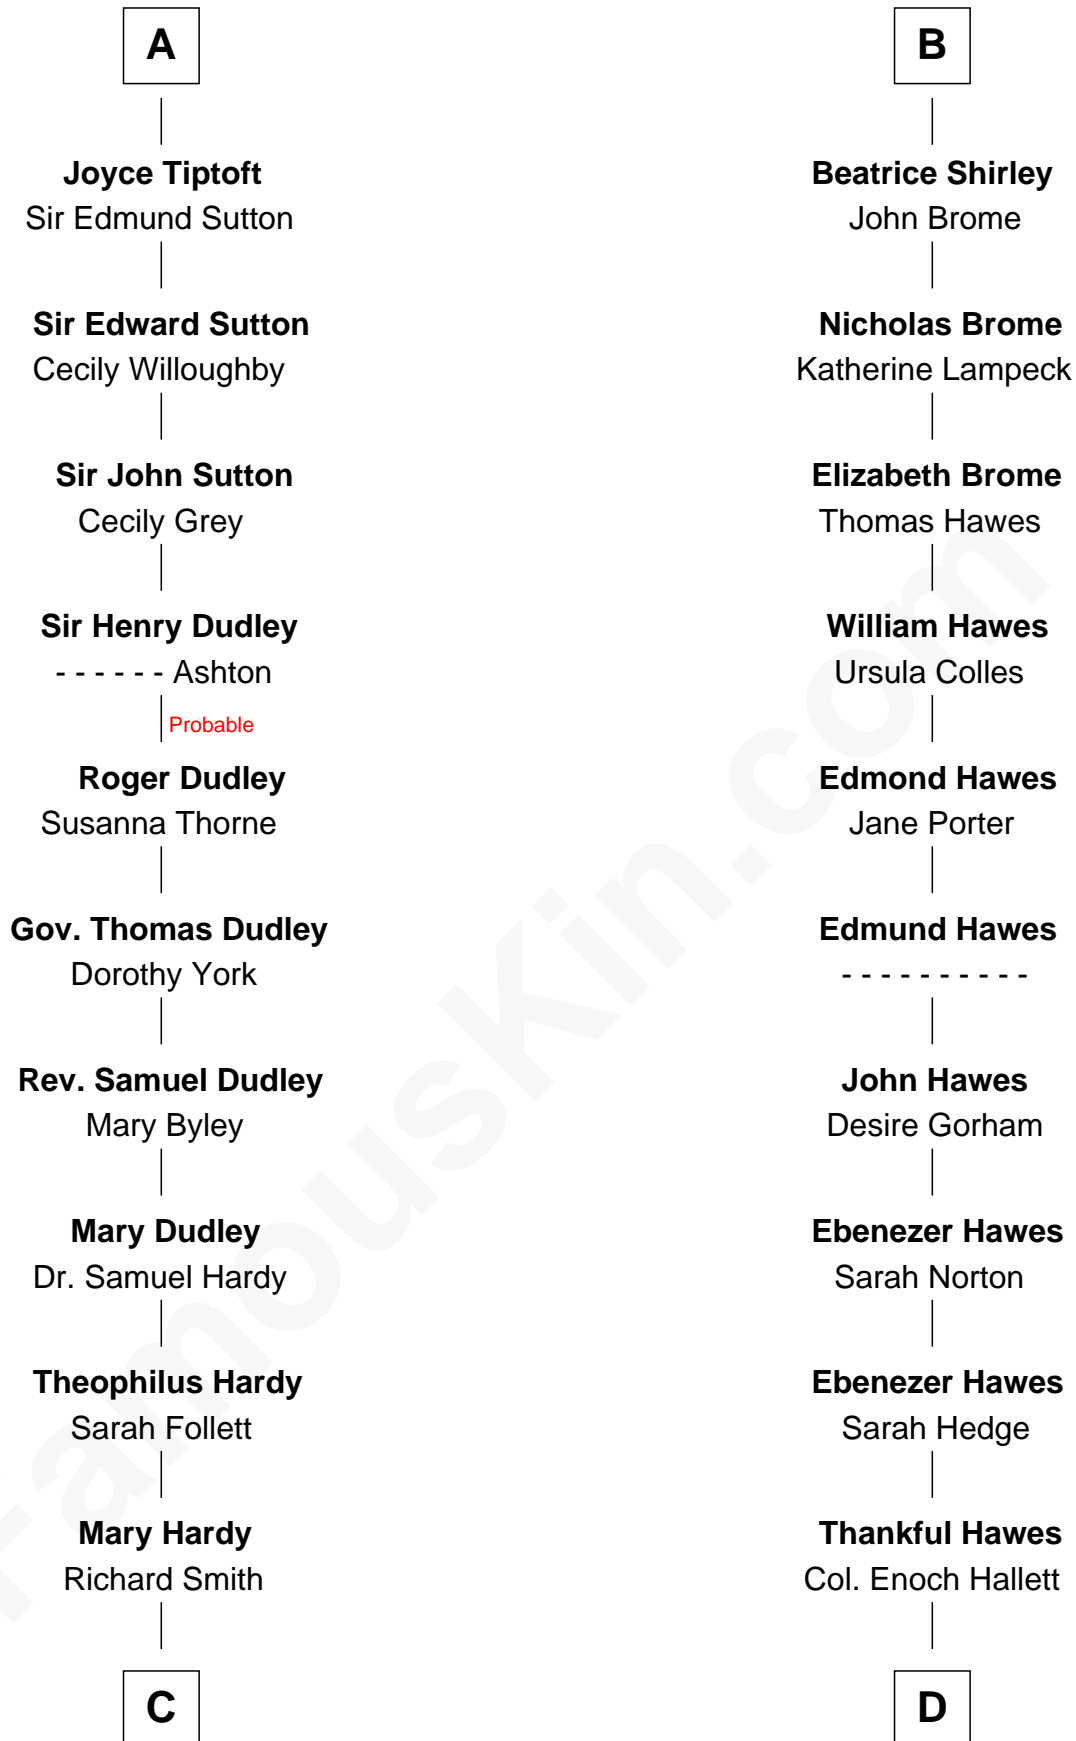 A
Joyce Tiptoft
Sir Edmund Sutton
Sir Edward Sutton
Cecily Willoughby
Sir John Sutton
Cecily Grey
Sir Henry Dudley
- - - - - - Ashton
Probable
Roger Dudley
Susanna Thorne
Gov. Thomas Dudley
Dorothy York
Rev. Samuel Dudley
Mary Byley
Mary Dudley
Dr. Samuel Hardy
Theophilus Hardy
Sarah Follett
Mary Hardy
Richard Smith
C
B
Beatrice Shirley
John Brome
Nicholas Brome
Katherine Lampeck
Elizabeth Brome
Thomas Hawes
William Hawes
Ursula Colles
Edmond Hawes
Jane Porter
Edmund Hawes
- - - - - - - - - -
John Hawes
Desire Gorham
Ebenezer Hawes
Sarah Norton
Ebenezer Hawes
Sarah Hedge
Thankful Hawes
Col. Enoch Hallett
D
FamousKin.com